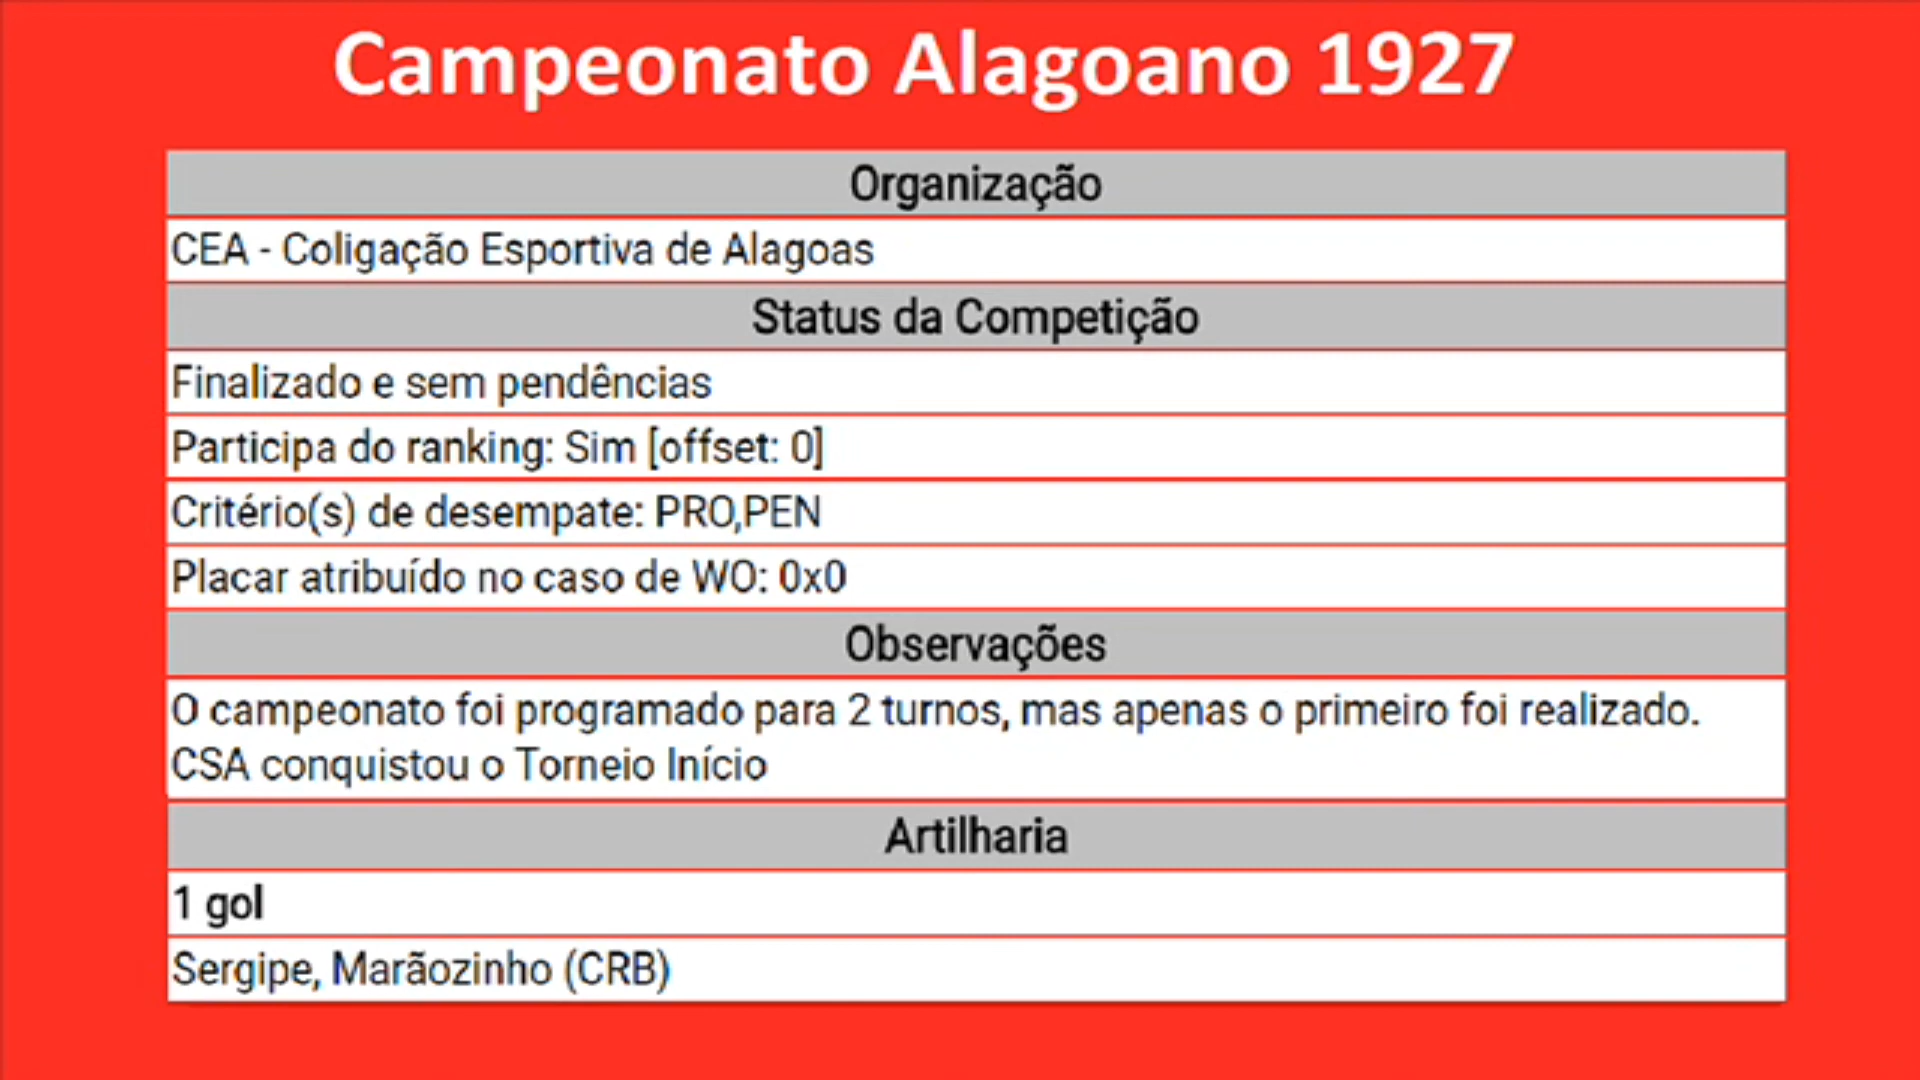 Campeonato Alagoano 1927
Organização
CEA - Coligação Esportiva de Alagoas
Status da Competição
Finalizado e sem pendências
Participa do ranking: Sim [offset: 0]
Critério(s) de desempate: PRO,PEN
Placar atribuído no caso de WO: 0x0
Observações
O campeonato foi programado para 2 turnos, mas apenas o primeiro foi realizado.
CSA conquistou o Torneio Início
Artilharia
1 gol
Sergipe, Marãozinho (CRB)